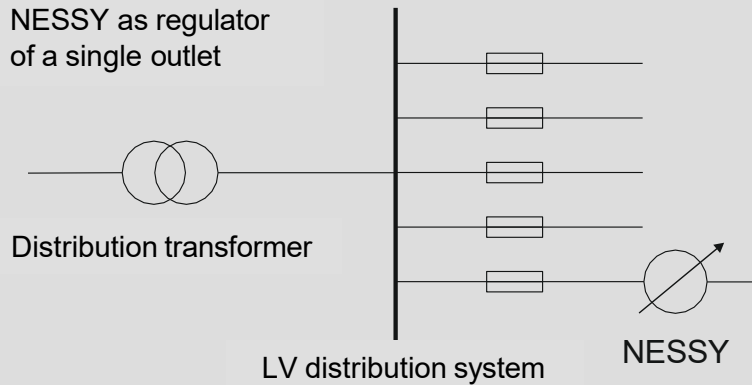 NESSY as regulator
of a single outlet
Distribution transformer
NESSY
LV distribution system